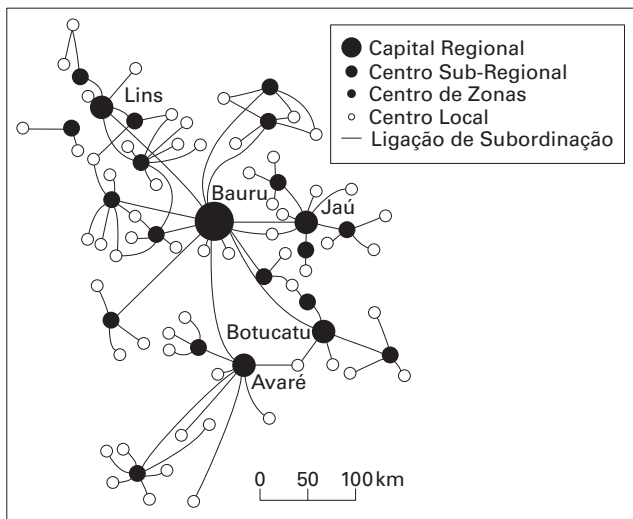 Capital Regional
Centro Sub-Regional
Centro de Zonas
Centro Local
Ligação de Subordinação
Lins
Bauru
Jaú
Botucatu
Avaré
0 50 100 km